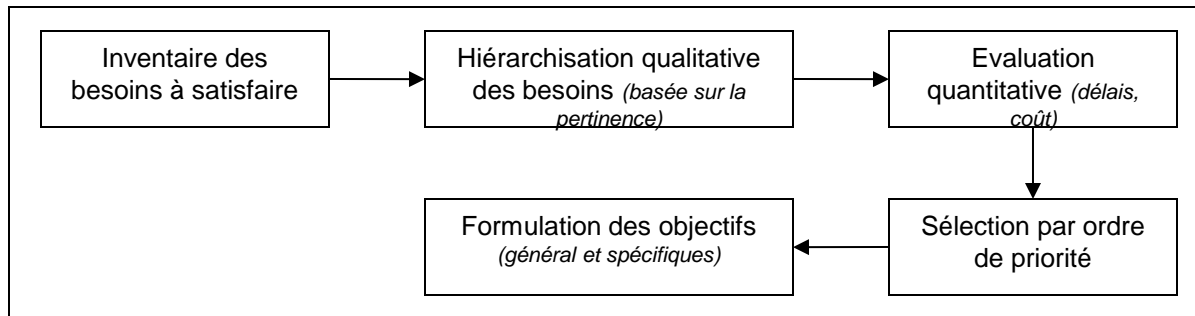 Inventaire des
besoins à satisfaire
Hiérarchisation qualitative
des besoins (basée sur la
pertinence)
Evaluation
quantitative (délais,
coût)
Sélection par ordre
de priorité
Formulation des objectifs
(général et spécifiques)